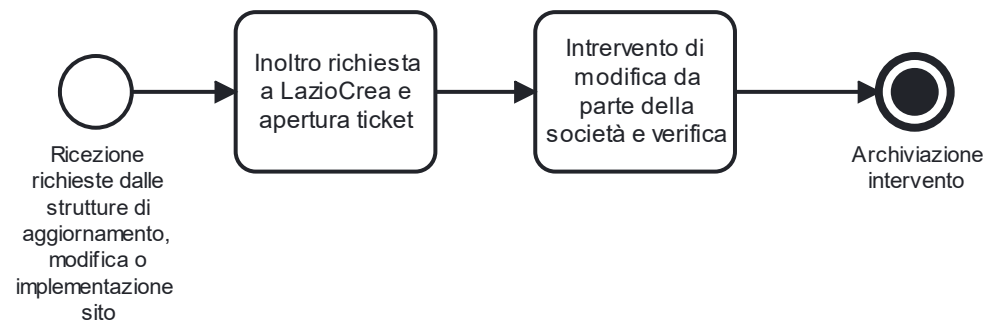 Ricezione
richieste dalle
strutture di
aggiornamento,
modifica o
implementazione
sito
Inoltro richiesta
a LazioCrea e
apertura ticket
Intrervento di
modifica da
parte della
società e verifica
Archiviazione
intervento